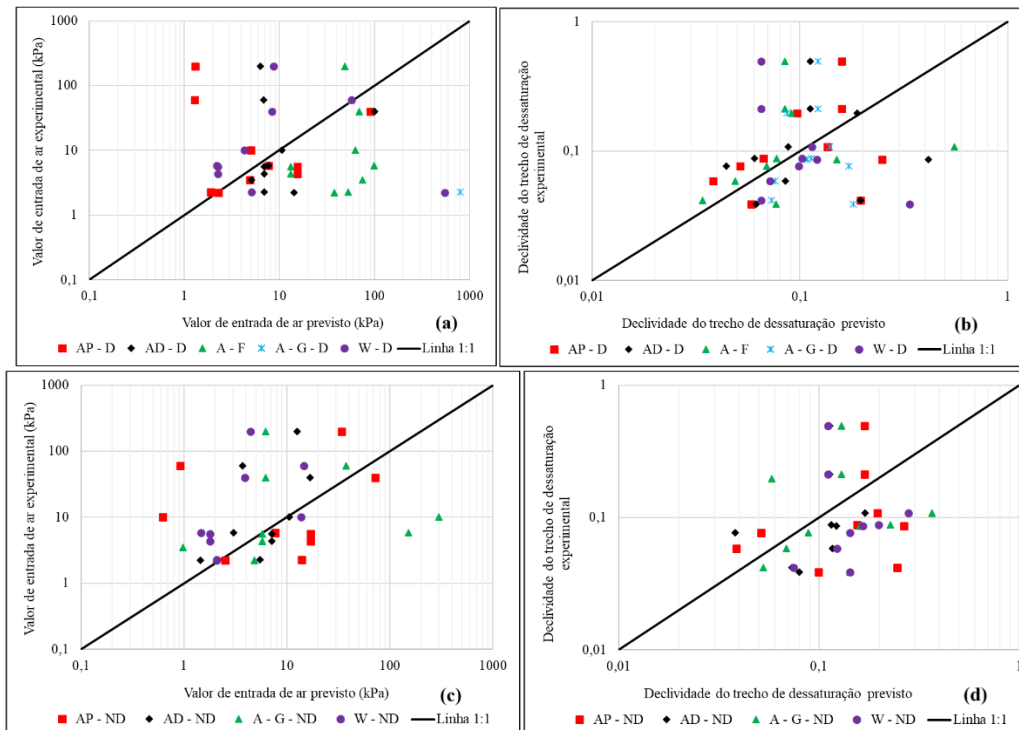 Valor de entrada de ar experimental (kPa)
1000
100
10
1
0,1
0,1
1
10
100
1000
Valor de entrada de ar previsto (kPa)
(a)
AP - D
AD - D
A - F
A - G - D
W - D
Linha 1:1
Declividade do trecho de dessaturação
experimental
1
0,1
0,01
0,01
0,1
1
Declividade do trecho de dessaturação previsto
(b)
AP - D
AD - D
A - F
A - G - D
W - D
Linha 1:1
Valor de entrada de ar experimental (kPa)
1000
100
10
1
0,1
0,1
1
10
100
1000
Valor de entrada de ar previsto (kPa)
(c)
AP - ND
AD - ND
A - G - ND
W - ND
Linha 1:1
Declividade do trecho de dessaturação
experimental
1
0,1
0,01
0,01
0,1
1
Declividade do trecho de dessaturação previsto
(d)
AP - ND
AD - ND
A - G - ND
W - ND
Linha 1:1